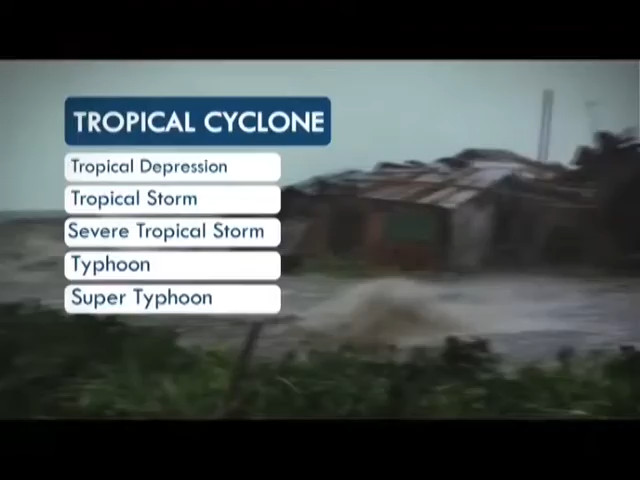 TROPICAL CYCLONE
Tropical Depression
Tropical Storm
Severe Tropical Storm
Typhoon
Super Typhoon